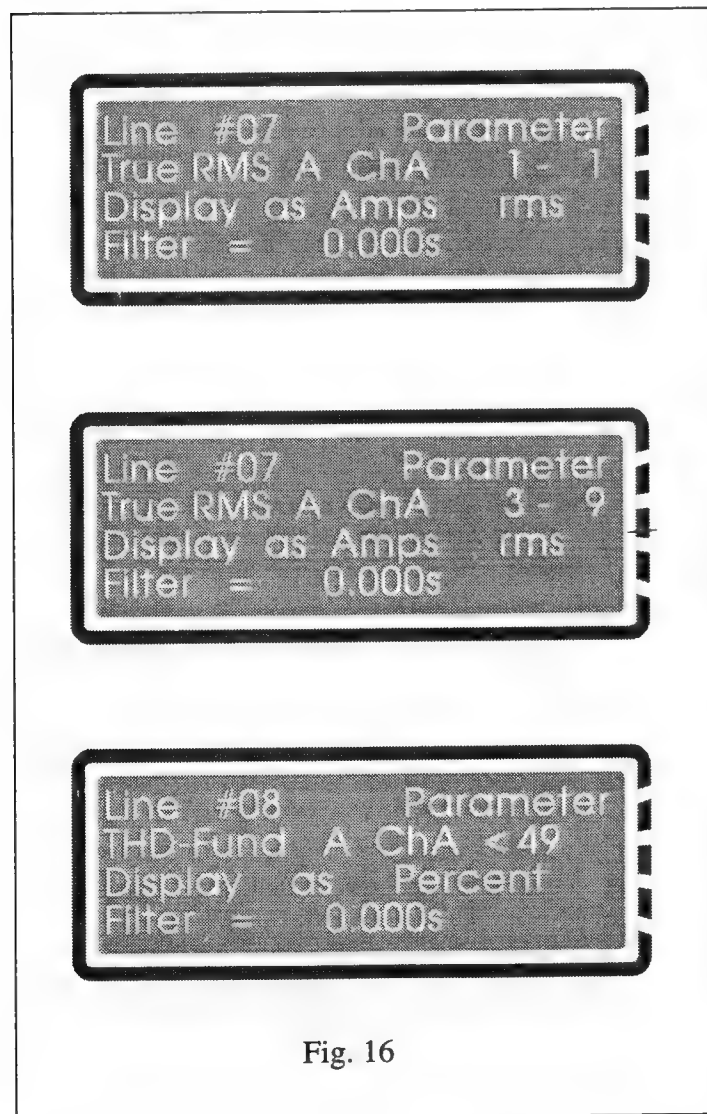 Line #07 Parameter
True RMS A ChA 1 - 1
Display as Amps rms
Filter = 0.000s
Line #07 Parameter
True RMS A ChA 3 - 9
Display as Amps rms
Filter = 0.000s
Line #08 Parameter
THD-Fund A ChA <49
Display as Percent
Filter = 0.000s
Fig. 16